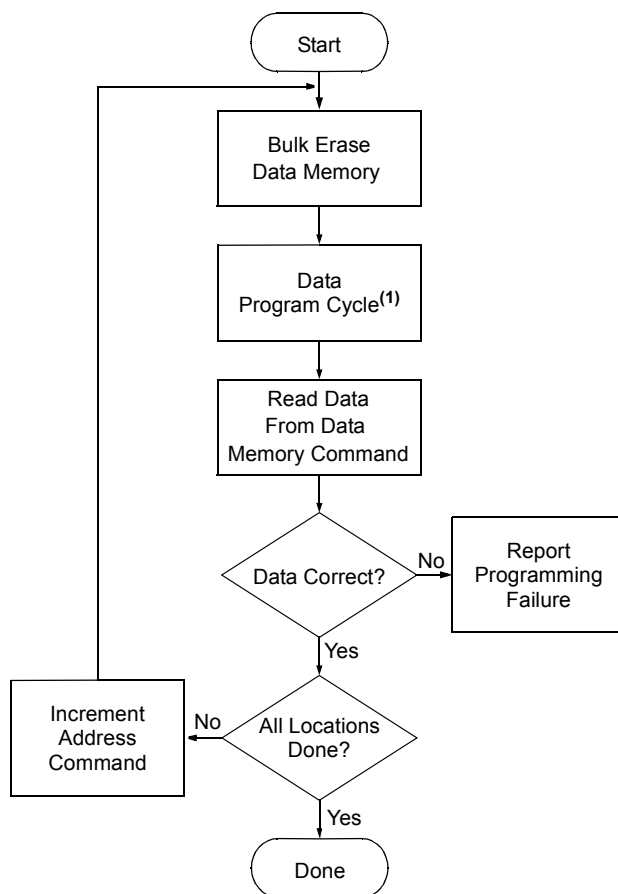 Start
Bulk Erase
Data Memory
Data
Program Cycle(1)
Read Data
From Data
Memory Command
Data Correct?
No
Report
Programming
Failure
Yes
All Locations
Done?
No
Increment
Address
Command
Yes
Done